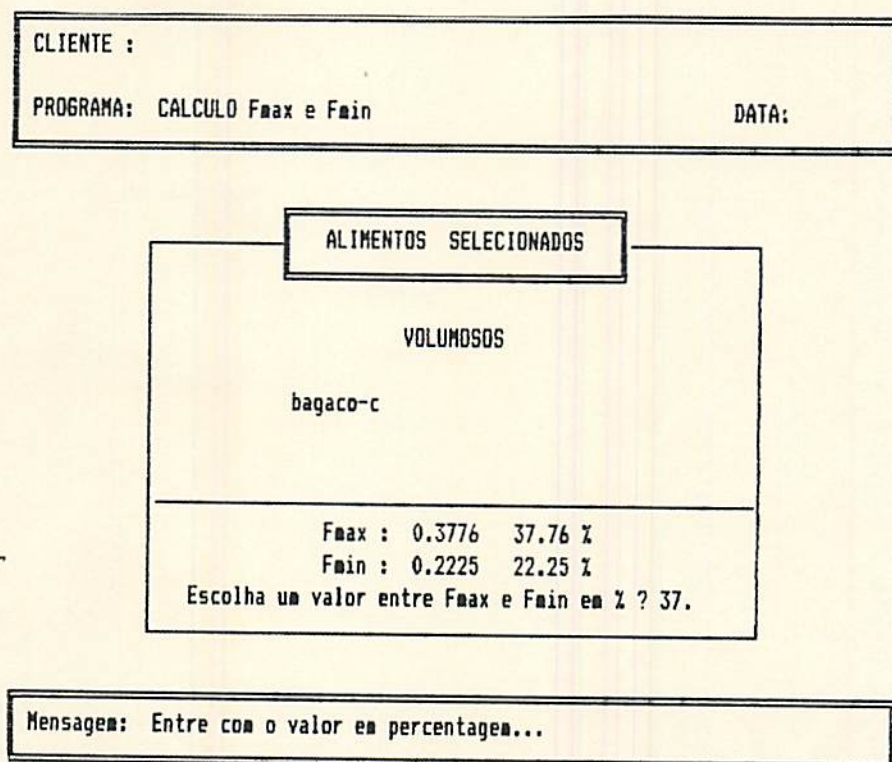 CLIENTE :
PROGRAMA: CALCULO Fmax e Fmin DATA:
ALIMENTOS SELECIONADOS
VOLUMOSOS
bagaco-c
Fmax : 0.3776 37.76 %
Fmin : 0.2225 22.25 %
Escolha um valor entre Fmax e Fmin em % ? 37.
Mensagem: Entre com o valor em percentagem...